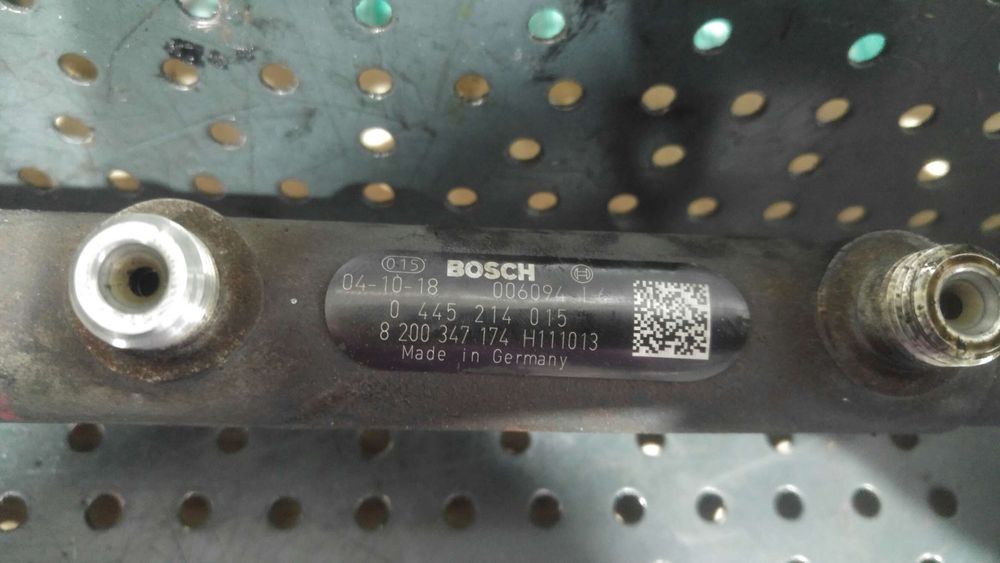 015 BOSCH
04-10-18 006094
0 445 214 015
8 200 347 174 H111013
Made in Germany